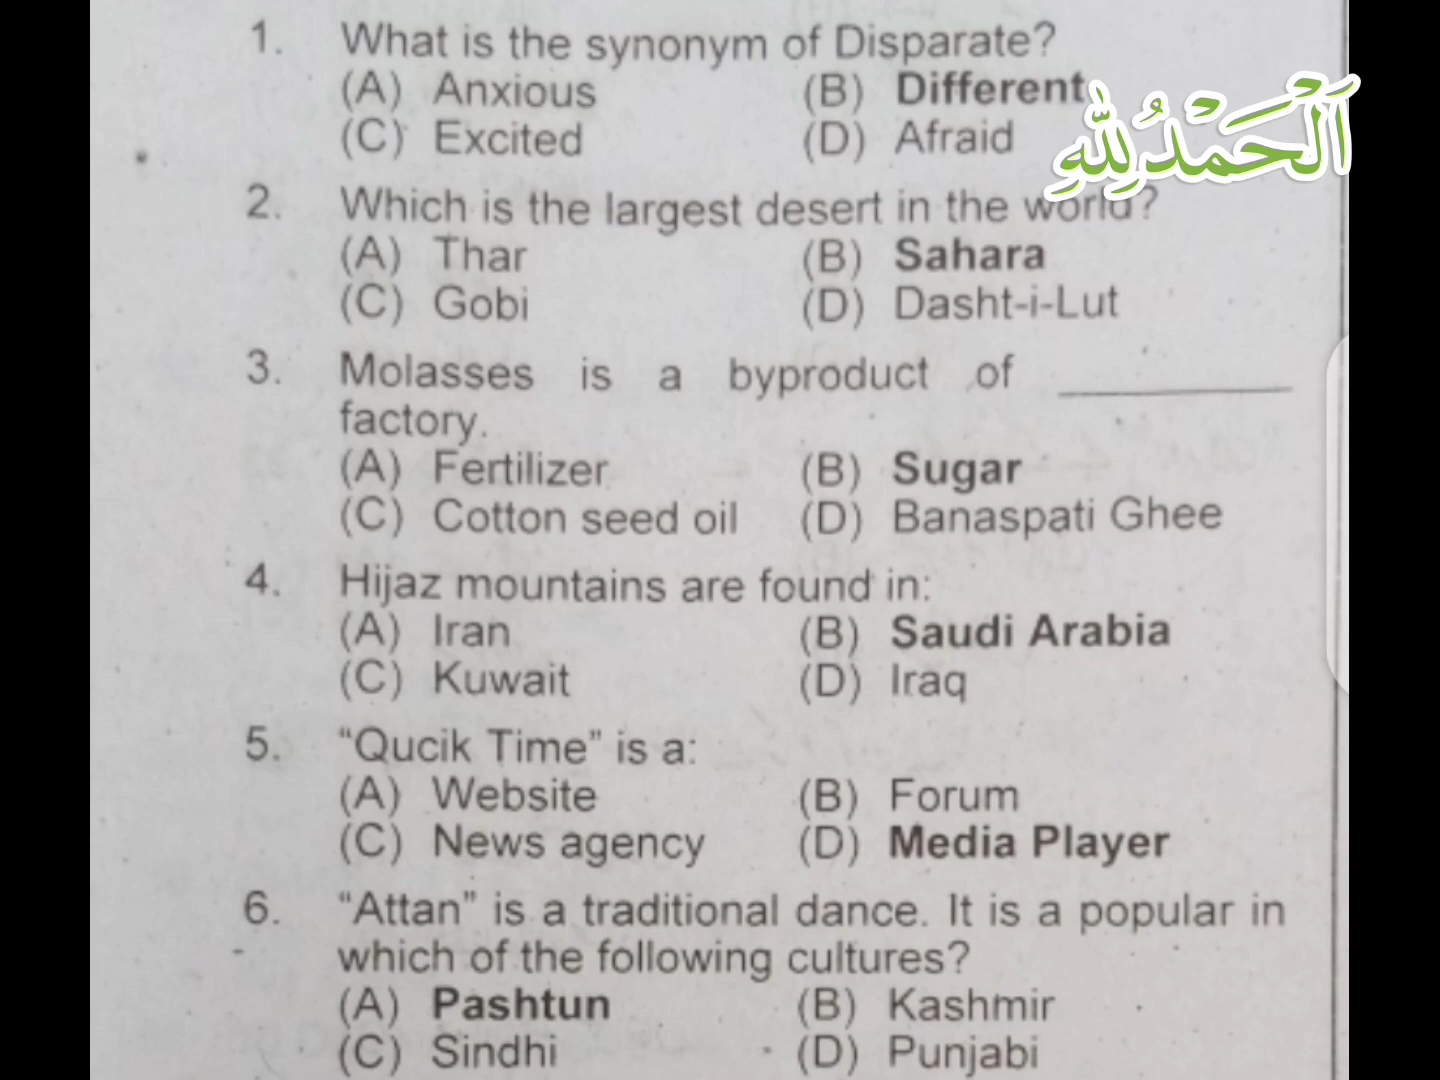 1. What is the synonym of Disparate?
(A) Anxious (B) Different
(C) Excited (D) Afraid
اَلْحَمْدُلِلّٰهِ
2. Which is the largest desert in the world?
(A) Thar (B) Sahara
(C) Gobi (D) Dasht-i-Lut
3. Molasses is a byproduct of ________
factory.
(A) Fertilizer (B) Sugar
(C) Cotton seed oil (D) Banaspati Ghee
4. Hijaz mountains are found in:
(A) Iran (B) Saudi Arabia
(C) Kuwait (D) Iraq
5. “Qucik Time” is a:
(A) Website (B) Forum
(C) News agency (D) Media Player
6. “Attan” is a traditional dance. It is a popular in
which of the following cultures?
(A) Pashtun (B) Kashmir
(C) Sindhi (D) Punjabi